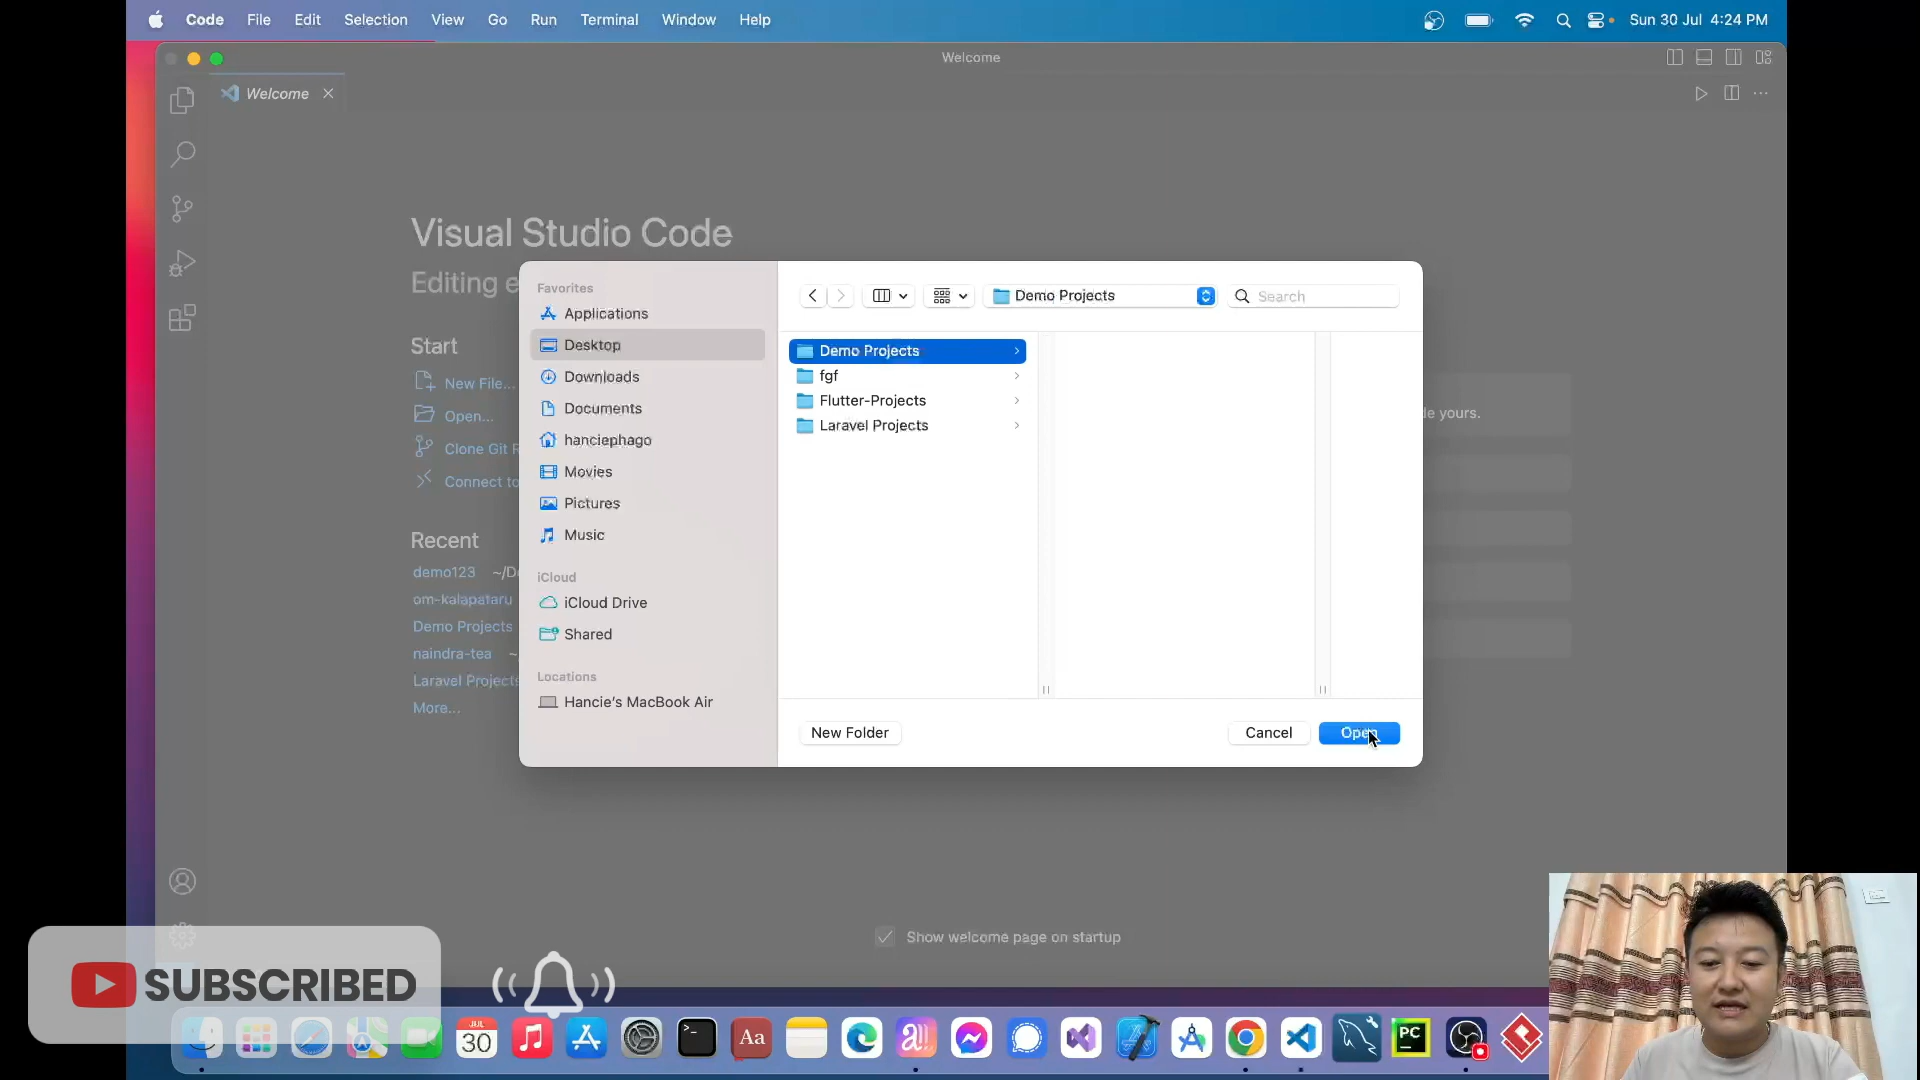 Code File Edit Selection View Go Run Terminal Window Help
Sun 30 Jul 4:24 PM
Welcome
Welcome
Visual Studio Code
Editing e
Start
New File...
Open...
Clone Git R
Connect to
Recent
demo123 ~/De
om-kalapataru
Demo Projects
naindra-tea ~
Laravel Projects
More...
Favorites
Applications
Desktop
Downloads
Documents
hanciephago
Movies
Pictures
Music
iCloud
iCloud Drive
Shared
Locations
Hancie's MacBook Air
Demo Projects
Search
Demo Projects
fgf
Flutter-Projects
Laravel Projects
New Folder
Cancel
Open
le yours.
Show welcome page on startup
SUBSCRIBED
JUL
30
Aa
PC